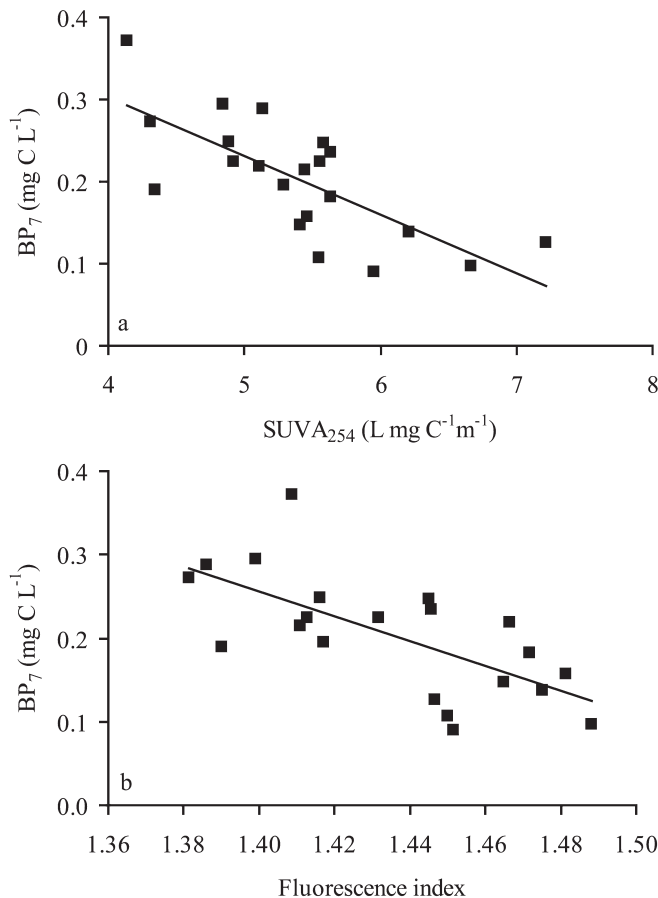 0.4
0.3
0.2
0.1
0
BP₇ (mg C L⁻¹)
a
4 5 6 7 8
SUVA₂₅₄ (L mg C⁻¹m⁻¹)
0.4
0.3
0.2
0.1
0.0
BP₇ (mg C L⁻¹)
b
1.36 1.38 1.40 1.42 1.44 1.46 1.48 1.50
Fluorescence index